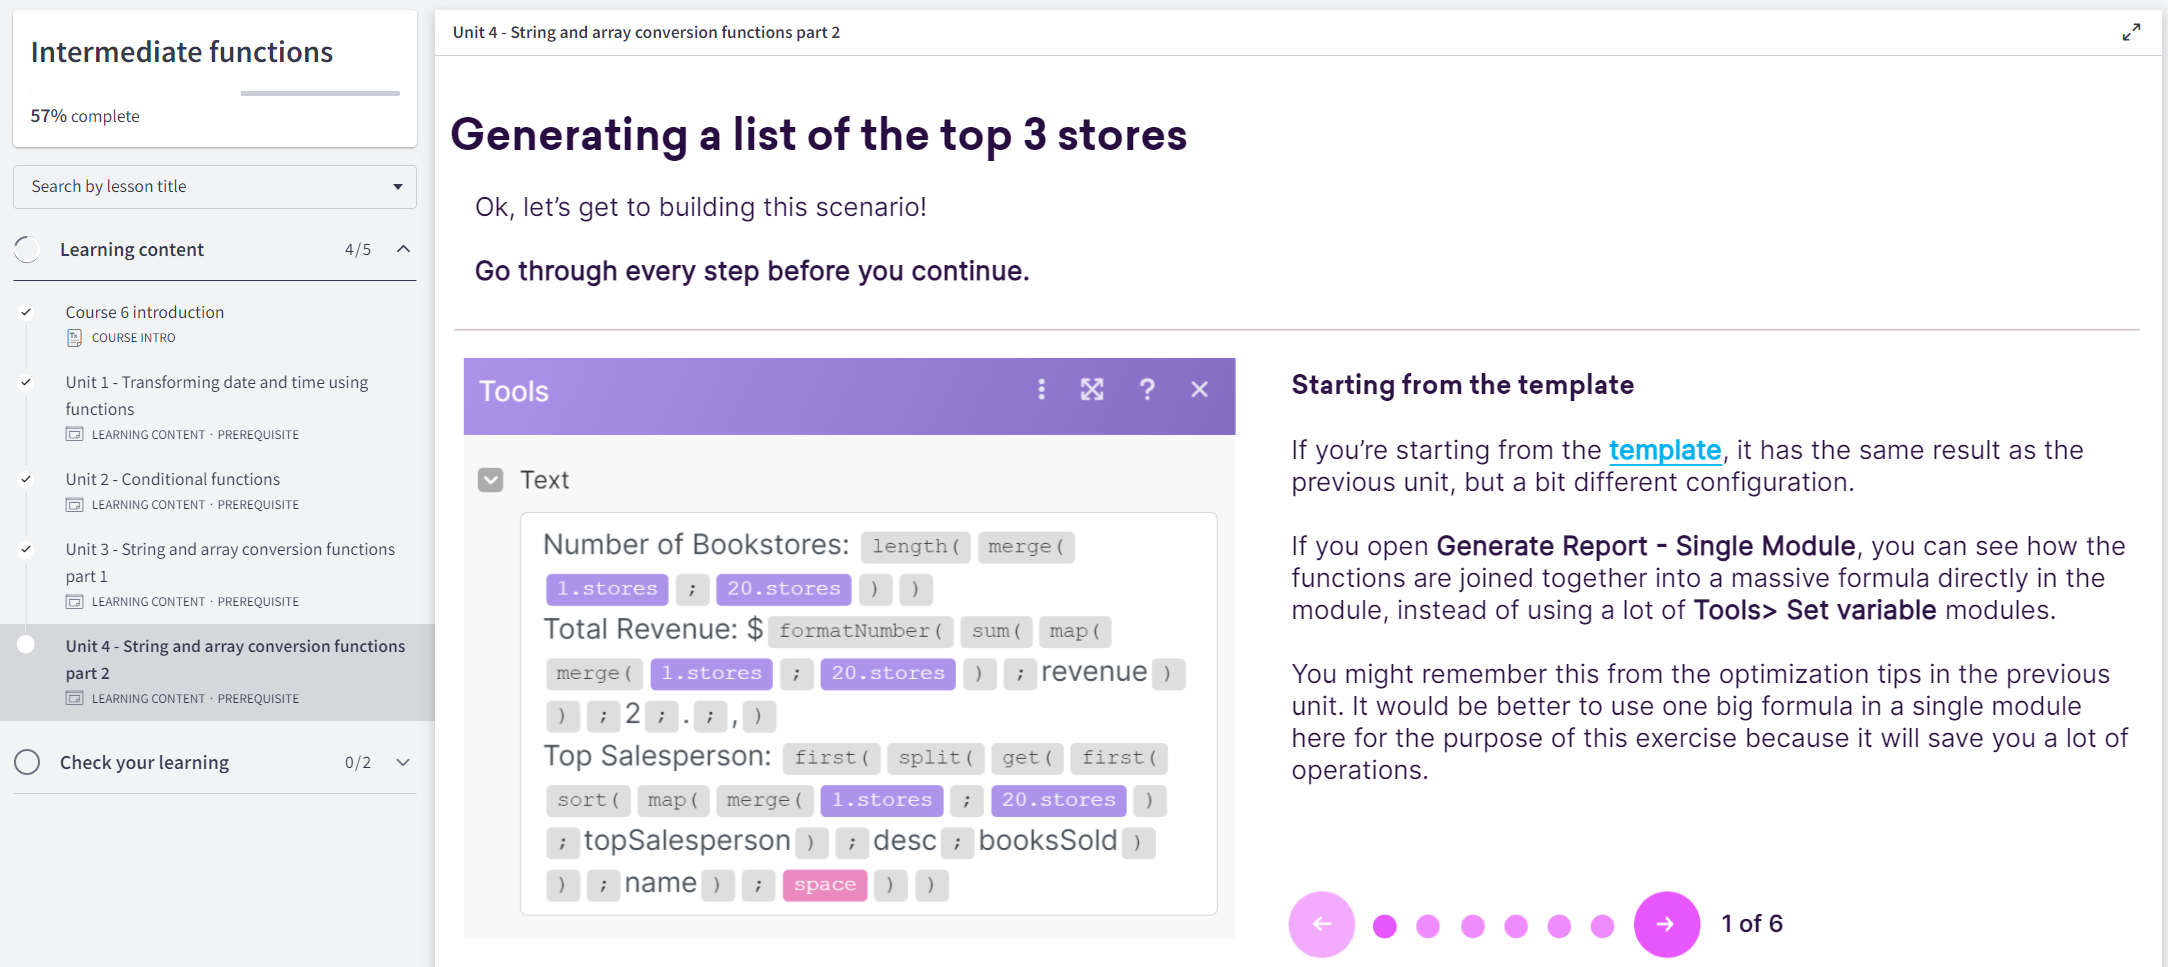 Intermediate functions
57% complete
Search by lesson title
Learning content 4/5
Course 6 introduction
COURSE INTRO
Unit 1 - Transforming date and time using
functions
LEARNING CONTENT · PREREQUISITE
Unit 2 - Conditional functions
LEARNING CONTENT · PREREQUISITE
Unit 3 - String and array conversion functions
part 1
LEARNING CONTENT · PREREQUISITE
Unit 4 - String and array conversion functions
part 2
LEARNING CONTENT · PREREQUISITE
Check your learning 0/2
Unit 4 - String and array conversion functions part 2
Generating a list of the top 3 stores
Ok, let's get to building this scenario!
Go through every step before you continue.
Tools ?
Text
Number of Bookstores: length( merge(
1.stores ; 20.stores ) )
Total Revenue: $ formatNumber( sum( map(
merge( 1.stores ; 20.stores ) ; revenue )
) ; 2 ; . ; , )
Top Salesperson: first( split( get( first(
sort( map( merge( 1.stores ; 20.stores )
; topSalesperson ) ; desc ; booksSold )
) ; name ) ; space ) )
Starting from the template
If you're starting from the template, it has the same result as the
previous unit, but a bit different configuration.
If you open Generate Report - Single Module, you can see how the
functions are joined together into a massive formula directly in the
module, instead of using a lot of Tools> Set variable modules.
You might remember this from the optimization tips in the previous
unit. It would be better to use one big formula in a single module
here for the purpose of this exercise because it will save you a lot of
operations.
1 of 6